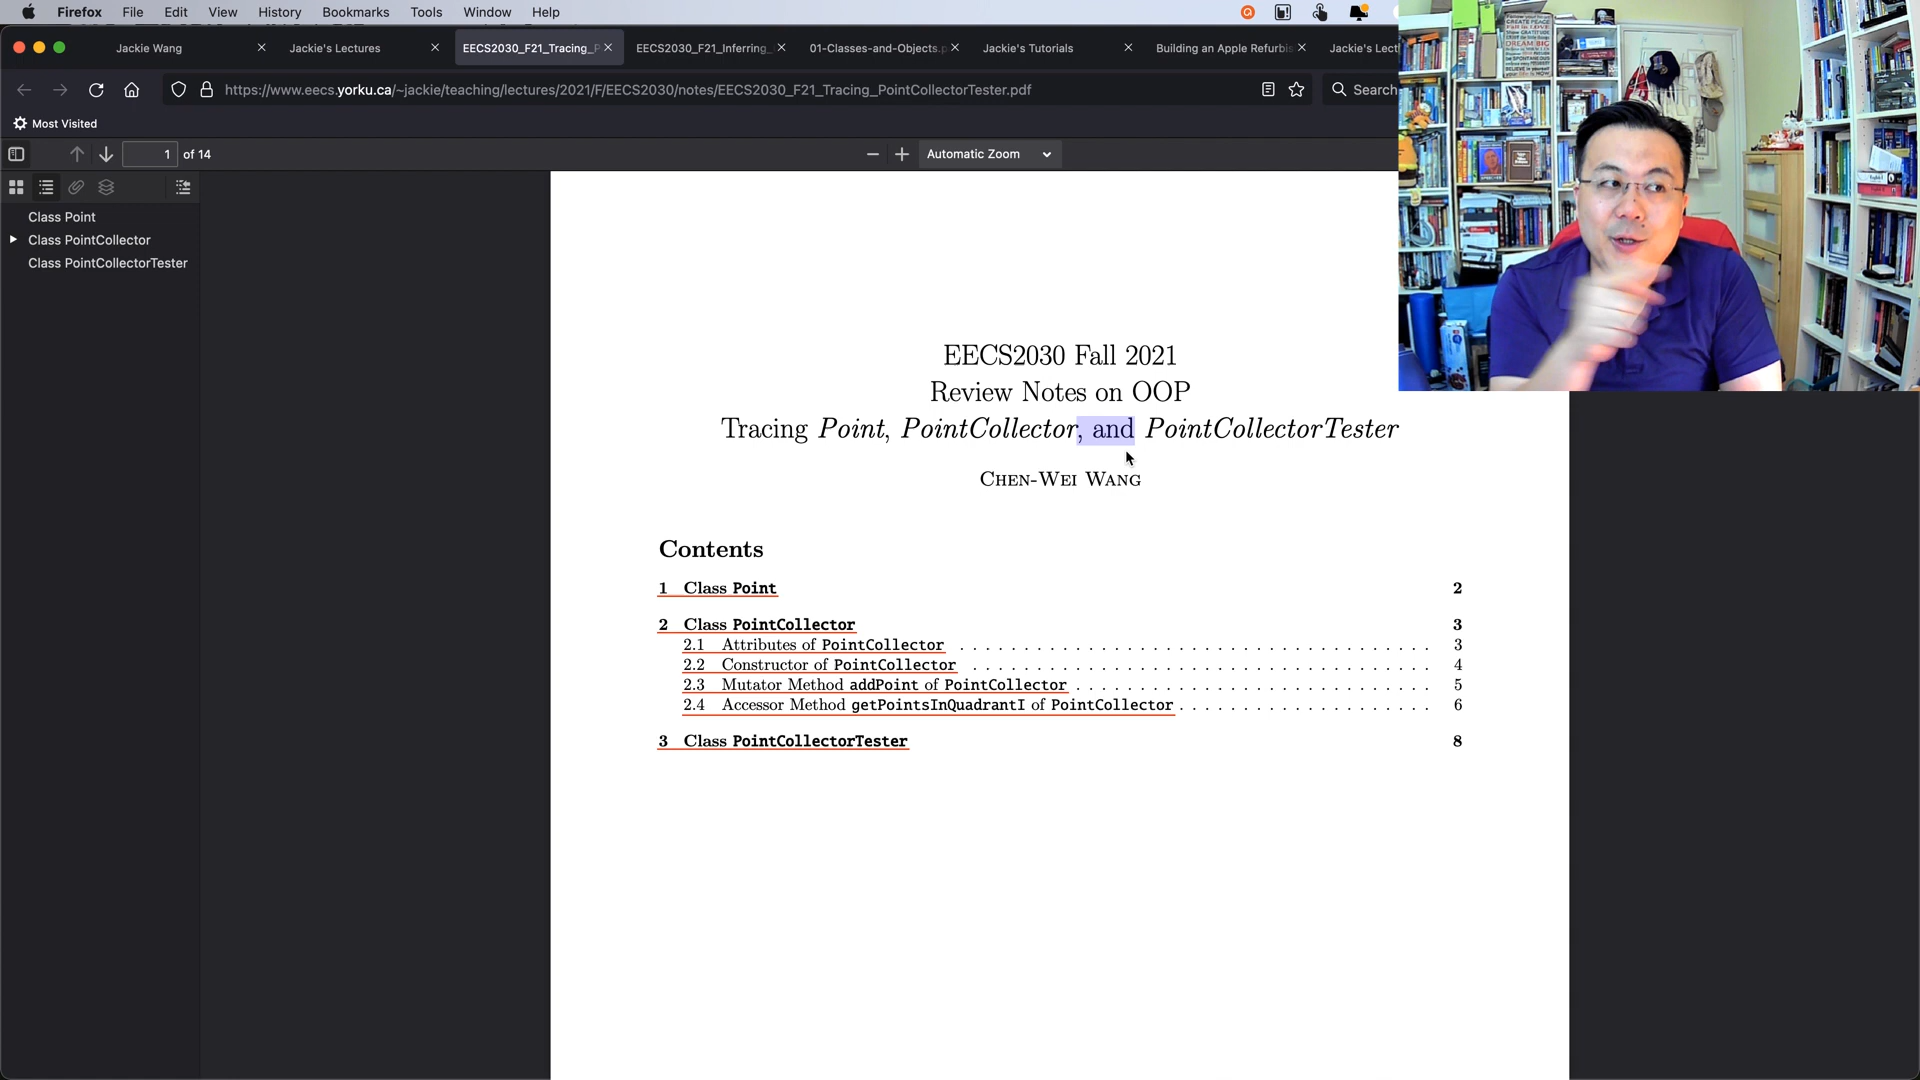 Firefox File Edit View History Bookmarks Tools Window Help
Jackie Wang
Jackie's Lectures
EECS2030_F21_Tracing_P
EECS2030_F21_Inferring_
01-Classes-and-Objects.p
Jackie's Tutorials
Building an Apple Refurbis
Jackie's Lect
https://www.eecs.yorku.ca/~jackie/teaching/lectures/2021/F/EECS2030/notes/EECS2030_F21_Tracing_PointCollectorTester.pdf
Search
Most Visited
1 of 14
Automatic Zoom
Class Point
Class PointCollector
Class PointCollectorTester
EECS2030 Fall 2021
Review Notes on OOP
Tracing Point, PointCollector, and PointCollectorTester
Chen-Wei Wang
Contents
1 Class Point 2
2 Class PointCollector 3
2.1 Attributes of PointCollector . . . . . . . . . . . . . . . . . . . . . . . . . . . . . . . . . . . . 3
2.2 Constructor of PointCollector . . . . . . . . . . . . . . . . . . . . . . . . . . . . . . . . . . . 4
2.3 Mutator Method addPoint of PointCollector . . . . . . . . . . . . . . . . . . . . . . . . . . . 5
2.4 Accessor Method getPointsInQuadrantI of PointCollector . . . . . . . . . . . . . . . . . . . . 6
3 Class PointCollectorTester 8
CREATE PEACE
DREAM BIG